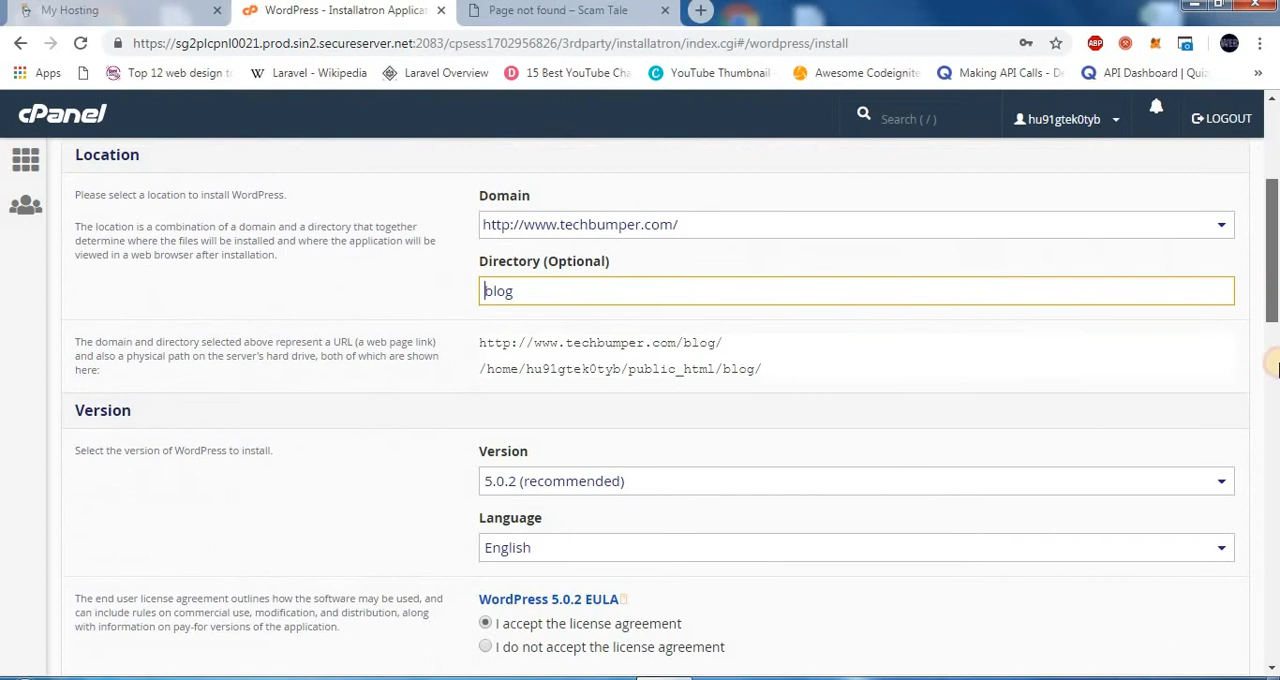 My Hosting
WordPress - Installatron Applicat
Page not found – Scam Tale
https://sg2plcpnl0021.prod.sin2.secureserver.net:2083/cpsess1702965826/3rdparty/installatron/index.cgi#/wordpress/install
Apps
Top 12 web design t
Laravel - Wikipedia
Laravel Overview
15 Best YouTube Cha
YouTube Thumbnail
Awesome Codeignite
Making API Calls - De
API Dashboard | Quiz
cPanel
Search ( / )
hu91gtek0tyb
LOGOUT
Location
Please select a location to install WordPress.
The location is a combination of a domain and a directory that together
determine where the files will be installed and where the application will be
viewed in a web browser after installation.
Domain
http://www.techbumper.com/
Directory (Optional)
blog
The domain and directory selected above represent a URL (a web page link)
and also a physical path on the server's hard drive, both of which are shown
here:
http://www.techbumper.com/blog/
/home/hu91gtek0tyb/public_html/blog/
Version
Select the version of WordPress to install.
Version
5.0.2 (recommended)
Language
English
The end user license agreement outlines how the software may be used, and
can include rules on commercial use, modification, and distribution, along
with information on pay-for versions of the application.
WordPress 5.0.2 EULA
I accept the license agreement
I do not accept the license agreement